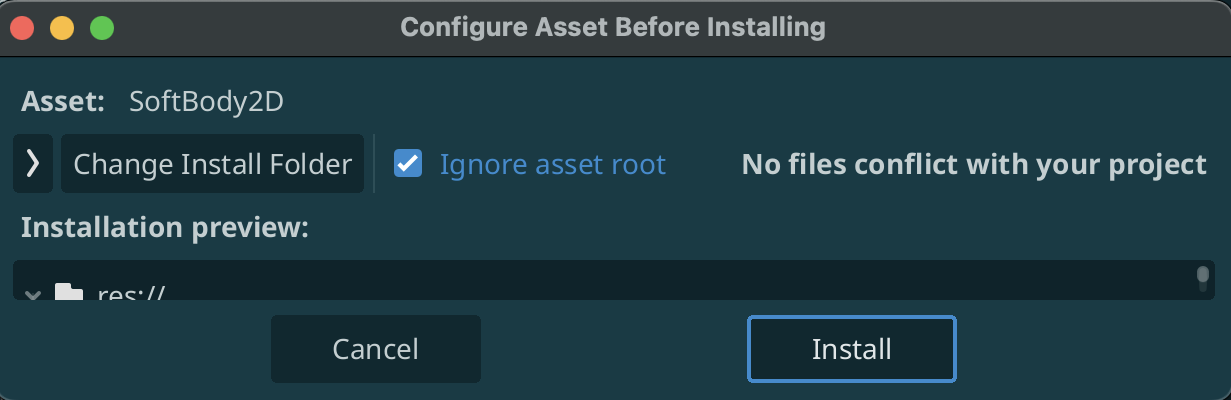 Configure Asset Before Installing
Asset: SoftBody2D
Change Install Folder Ignore asset root No files conflict with your project
Installation preview:
res://
Cancel Install